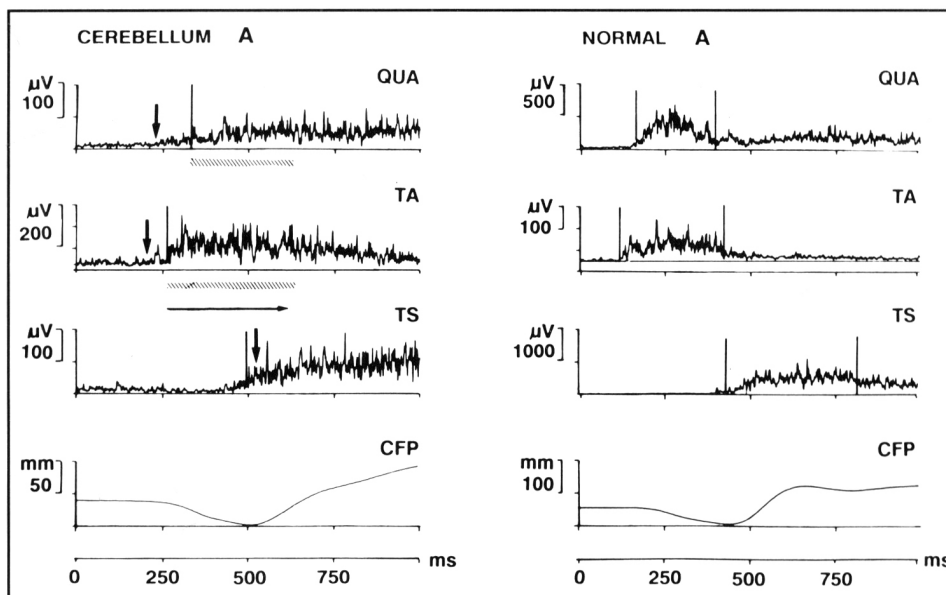 CEREBELLUM A
QUA
µV
100
TA
µV
200
TS
µV
100
CFP
mm
50
0 250 500 750 ms
NORMAL A
QUA
µV
500
TA
µV
100
TS
µV
1000
CFP
mm
100
0 250 500 750 ms